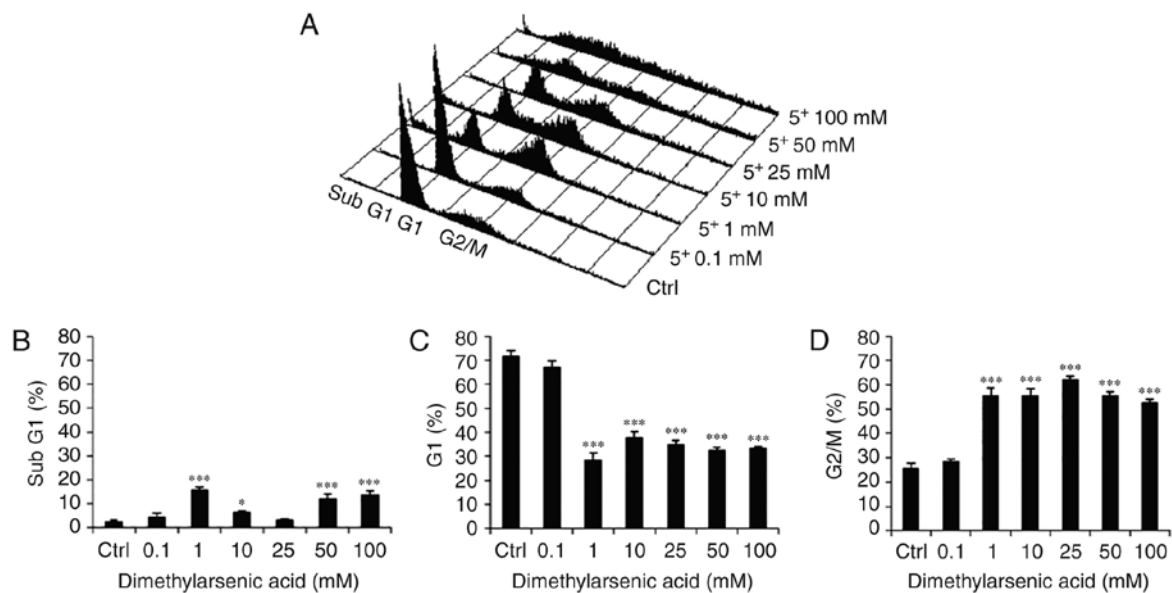 A
5+ 100 mM
5+ 50 mM
5+ 25 mM
5+ 10 mM
5+ 1 mM
5+ 0.1 mM
Ctrl
Sub G1 G1 G2/M
B
Sub G1 (%)
80
70
60
50
40
30
20
10
0
***
*
***
***
Ctrl 0.1 1 10 25 50 100
Dimethylarsenic acid (mM)
C
G1 (%)
80
70
60
50
40
30
20
10
0
***
***
***
***
***
Ctrl 0.1 1 10 25 50 100
Dimethylarsenic acid (mM)
D
G2/M (%)
80
70
60
50
40
30
20
10
0
***
***
***
***
***
Ctrl 0.1 1 10 25 50 100
Dimethylarsenic acid (mM)